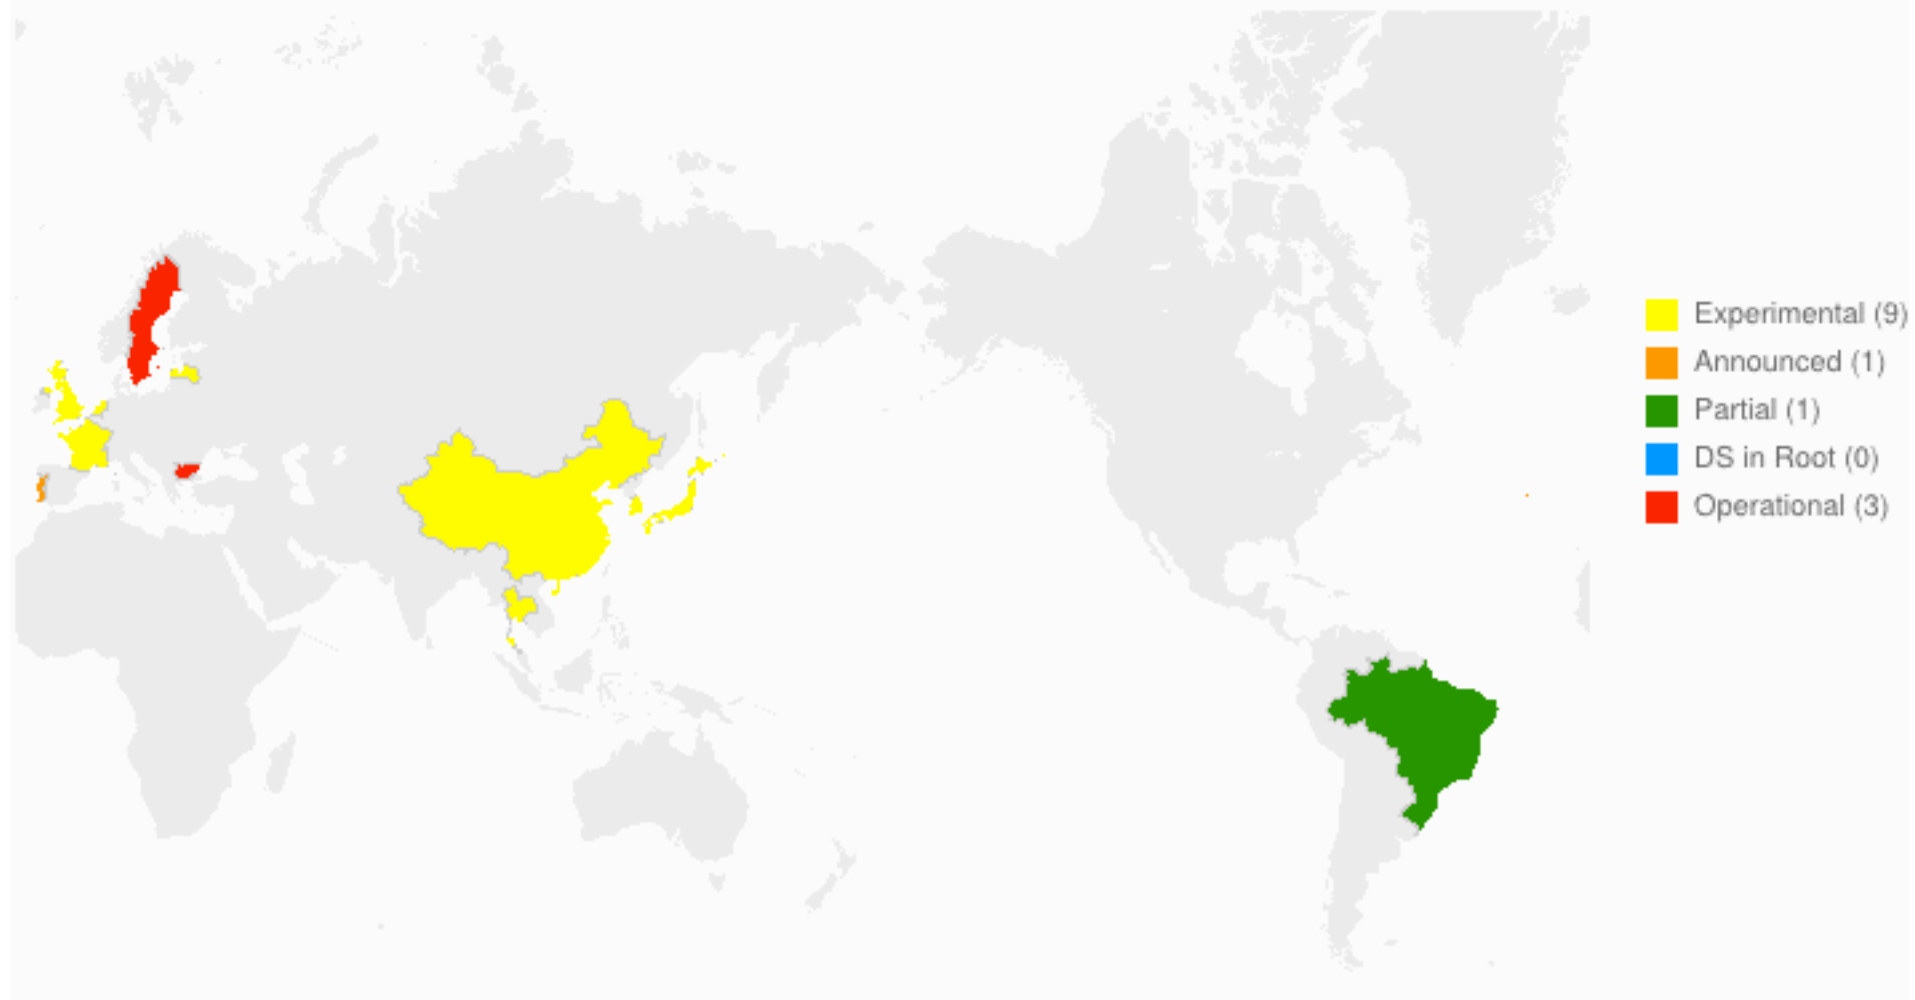 Experimental (9)
Announced (1)
Partial (1)
DS in Root (0)
Operational (3)